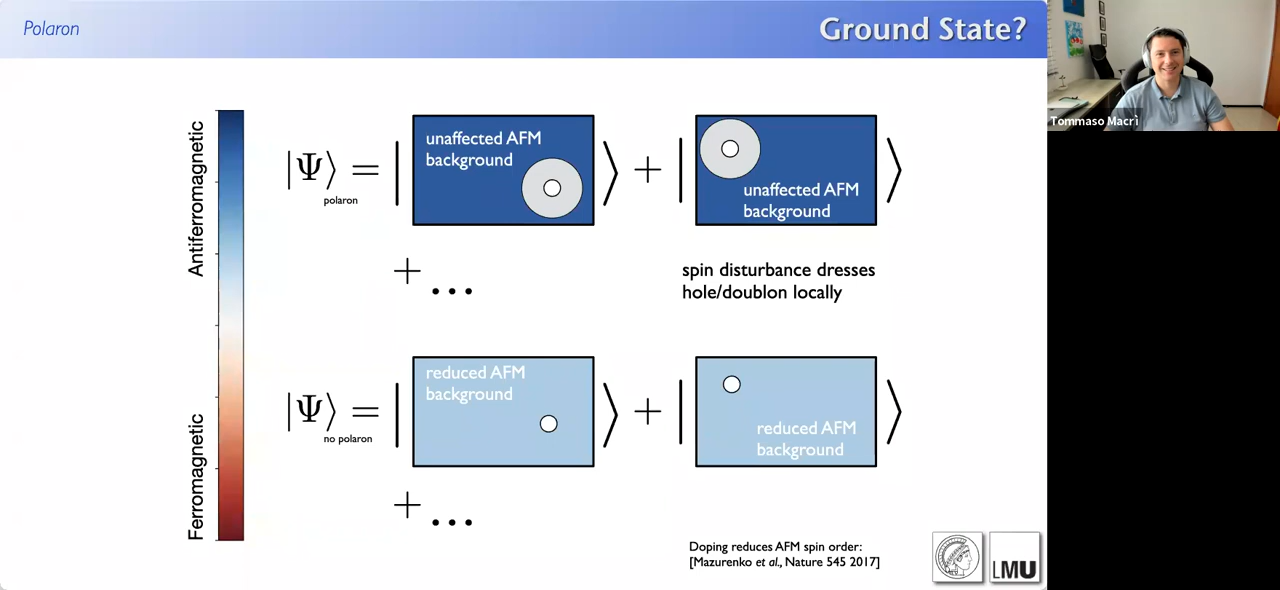 Polaron
Ground State?
Tommaso Macrì
Antiferromagnetic
Ferromagnetic
|Ψ⟩ = | unaffected AFM
background ⟩ + | unaffected AFM
background ⟩
polaron
+ ...
spin disturbance dresses
hole/doublon locally
|Ψ⟩ = | reduced AFM
background ⟩ + | reduced AFM
background ⟩
no polaron
+ ...
Doping reduces AFM spin order:
[Mazurenko et al., Nature 545 2017]
LMU